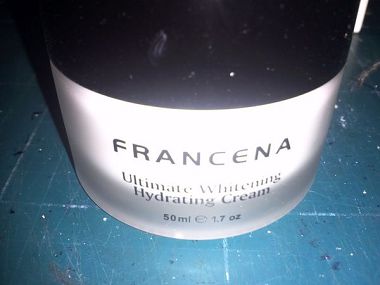 FRANCENA
Ultimate Whitening
Hydrating Cream
50ml ℮ 1.7 oz